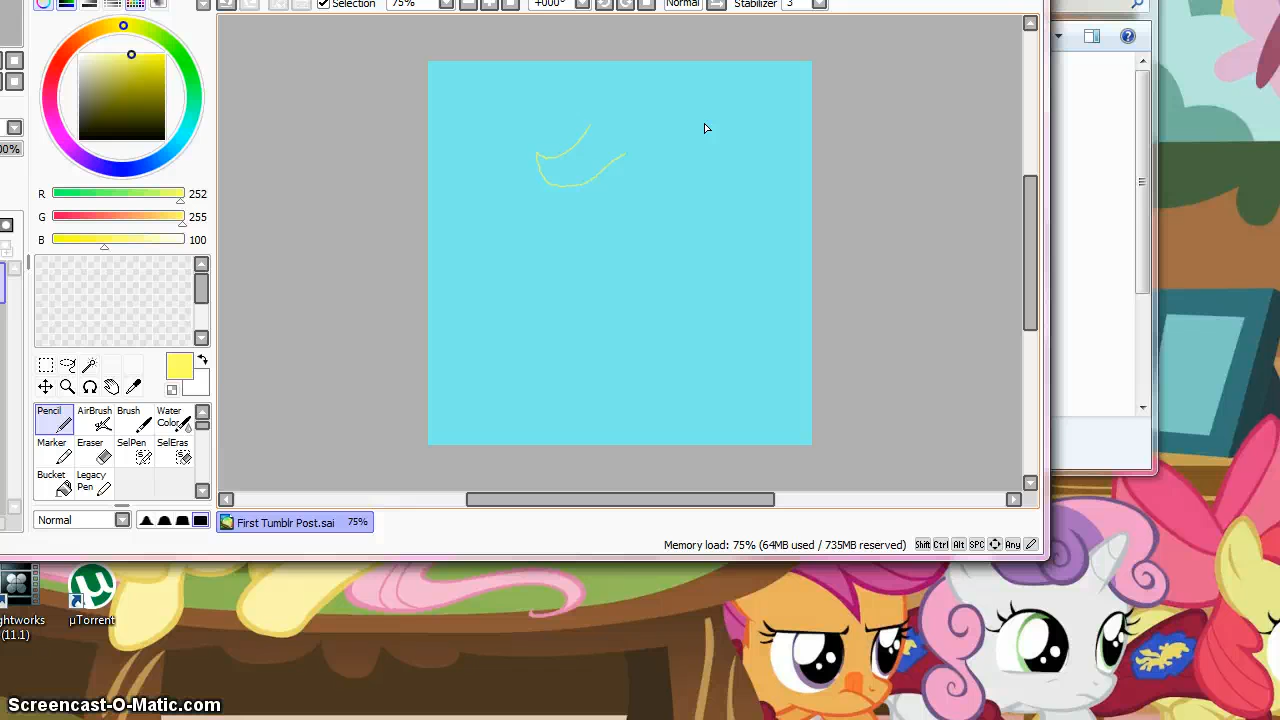 Selection 75% +000° Normal Stabilizer 3
R 252
G 255
B 100
00%
Pencil AirBrush Brush Water Color
Marker Eraser SelPen SelEras
Bucket Legacy Pen
Normal
First Tumblr Post.sai 75%
Memory load: 75% (64MB used / 735MB reserved) Shift Ctrl Alt SPC Any
ghtworks
(11.1)
µTorrent
Screencast-O-Matic.com